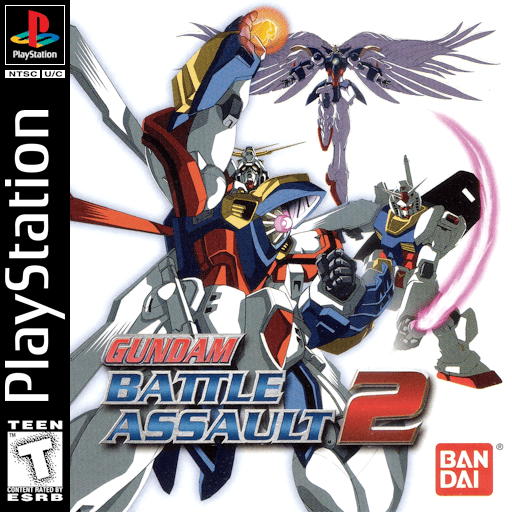 PlayStation
NTSC U/C
PlayStation
TEEN
T
CONTENT RATED BY
ESRB
GUNDAM
BATTLE
ASSAULT 2
BAN
DAI
®